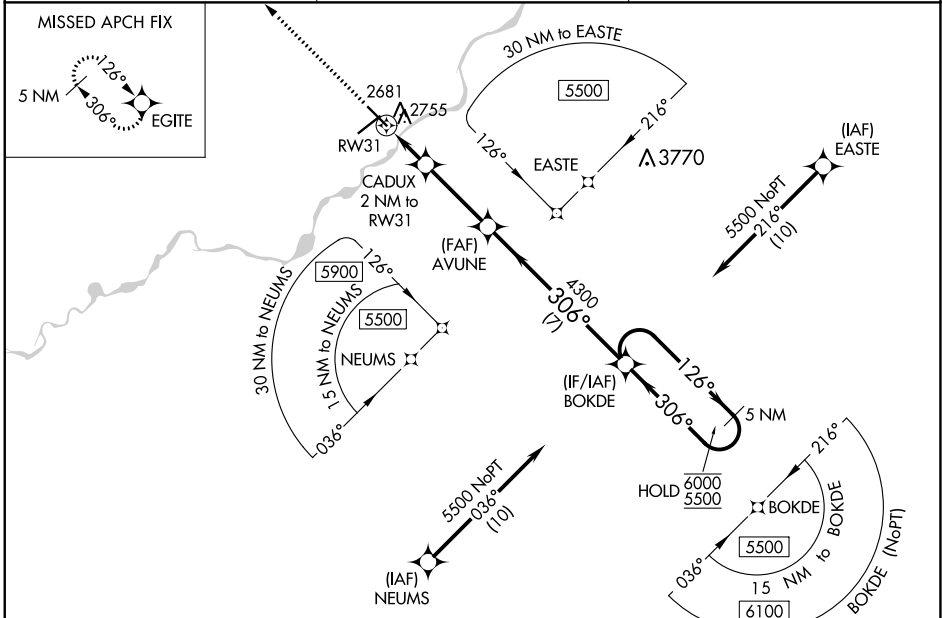 MISSED APCH FIX
126°
5 NM
306°
EGITE
2681
2755
RW31
CADUX
2 NM to
RW31
(FAF)
AVUNE
30 NM to EASTE
5500
216°
126°
EASTE
3770
(IAF)
EASTE
5500 NoPT
216°
(10)
30 NM to NEUMS
5900
126°
15 NM to NEUMS
5500
NEUMS
036°
4300
306°
(7)
(IF/IAF)
BOKDE
126°
306°
5 NM
HOLD
6000
5500
5500 NoPT
036°
(10)
(IAF)
NEUMS
216°
BOKDE
036°
5500
15 NM to BOKDE
6100
BOKDE (NoPT)